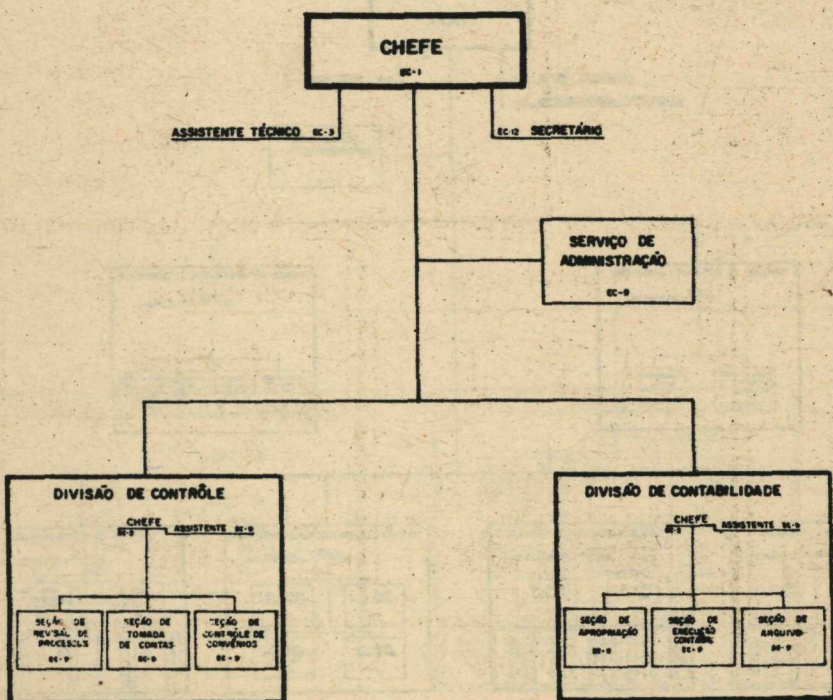 CHEFE
EC-1
ASSISTENTE TÉCNICO EC-3
EC-12 SECRETÁRIO
SERVIÇO DE
ADMINISTRAÇÃO
EC-9
DIVISÃO DE CONTRÔLE
CHEFE
ASSISTENTE EC-9
SEÇÃO DE
DE
PROCESSOS
EC-9
SEÇÃO DE
TOMADA
DE CONTAS
EC-9
SEÇÃO DE
CONTRÔLE DE
CONVÊNIOS
EC-9
DIVISÃO DE CONTABILIDADE
CHEFE
ASSISTENTE EC-9
SEÇÃO DE
APROPRIAÇÃO
EC-9
SEÇÃO DE
EXECUÇÃO
CONTÁBIL
EC-9
SEÇÃO DE
ARQUIVO
EC-9